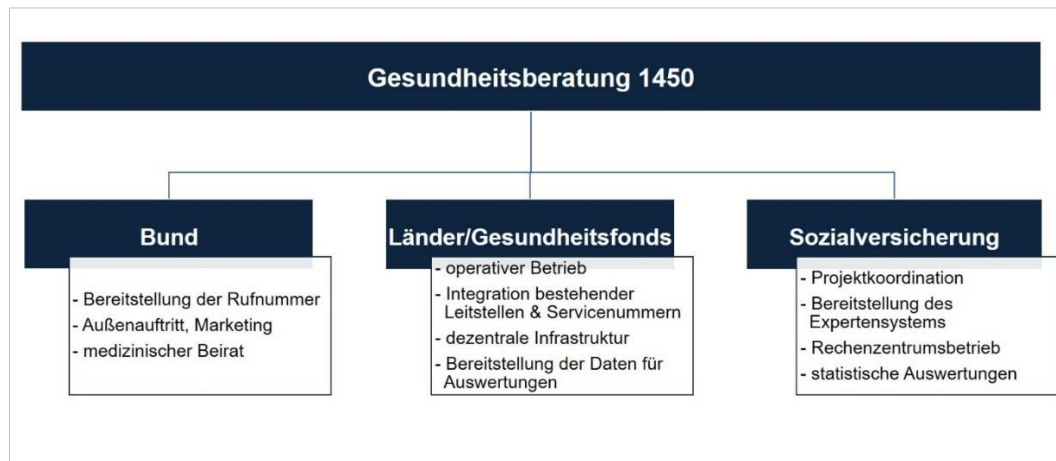 Gesundheitsberatung 1450
Bund
- Bereitstellung der Rufnummer
- Außenauftritt, Marketing
- medizinischer Beirat
Länder/Gesundheitsfonds
- operativer Betrieb
- Integration bestehender
Leitstellen & Servicenummern
- dezentrale Infrastruktur
- Bereitstellung der Daten für
Auswertungen
Sozialversicherung
- Projektkoordination
- Bereitstellung des
Expertensystems
- Rechenzentrumsbetrieb
- statistische Auswertungen